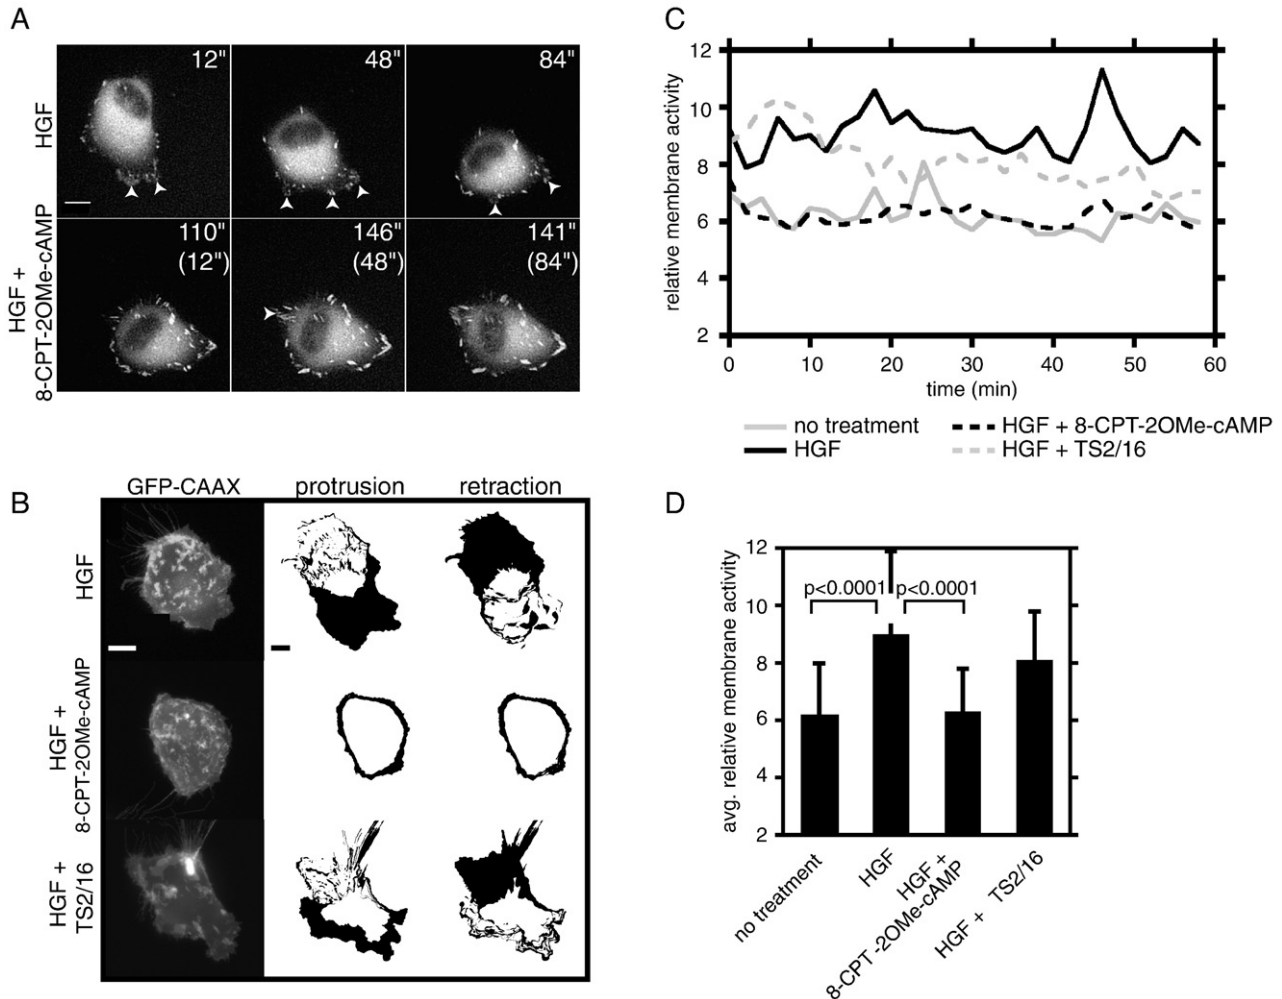 A
HGF
12"
48"
84"
HGF +
8-CPT-2OMe-cAMP
110"
(12")
146"
(48")
141"
(84")
B
GFP-CAAX
protrusion
retraction
HGF
HGF +
8-CPT-2OMe-cAMP
HGF +
TS2/16
C
relative membrane activity
12
10
8
6
4
2
0
10
20
30
40
50
60
time (min)
no treatment
HGF
HGF + 8-CPT-2OMe-cAMP
HGF + TS2/16
D
avg. relative membrane activity
12
10
8
6
4
2
p<0.0001
p<0.0001
no treatment
HGF
HGF +
8-CPT -2OMe-cAMP
HGF + TS2/16